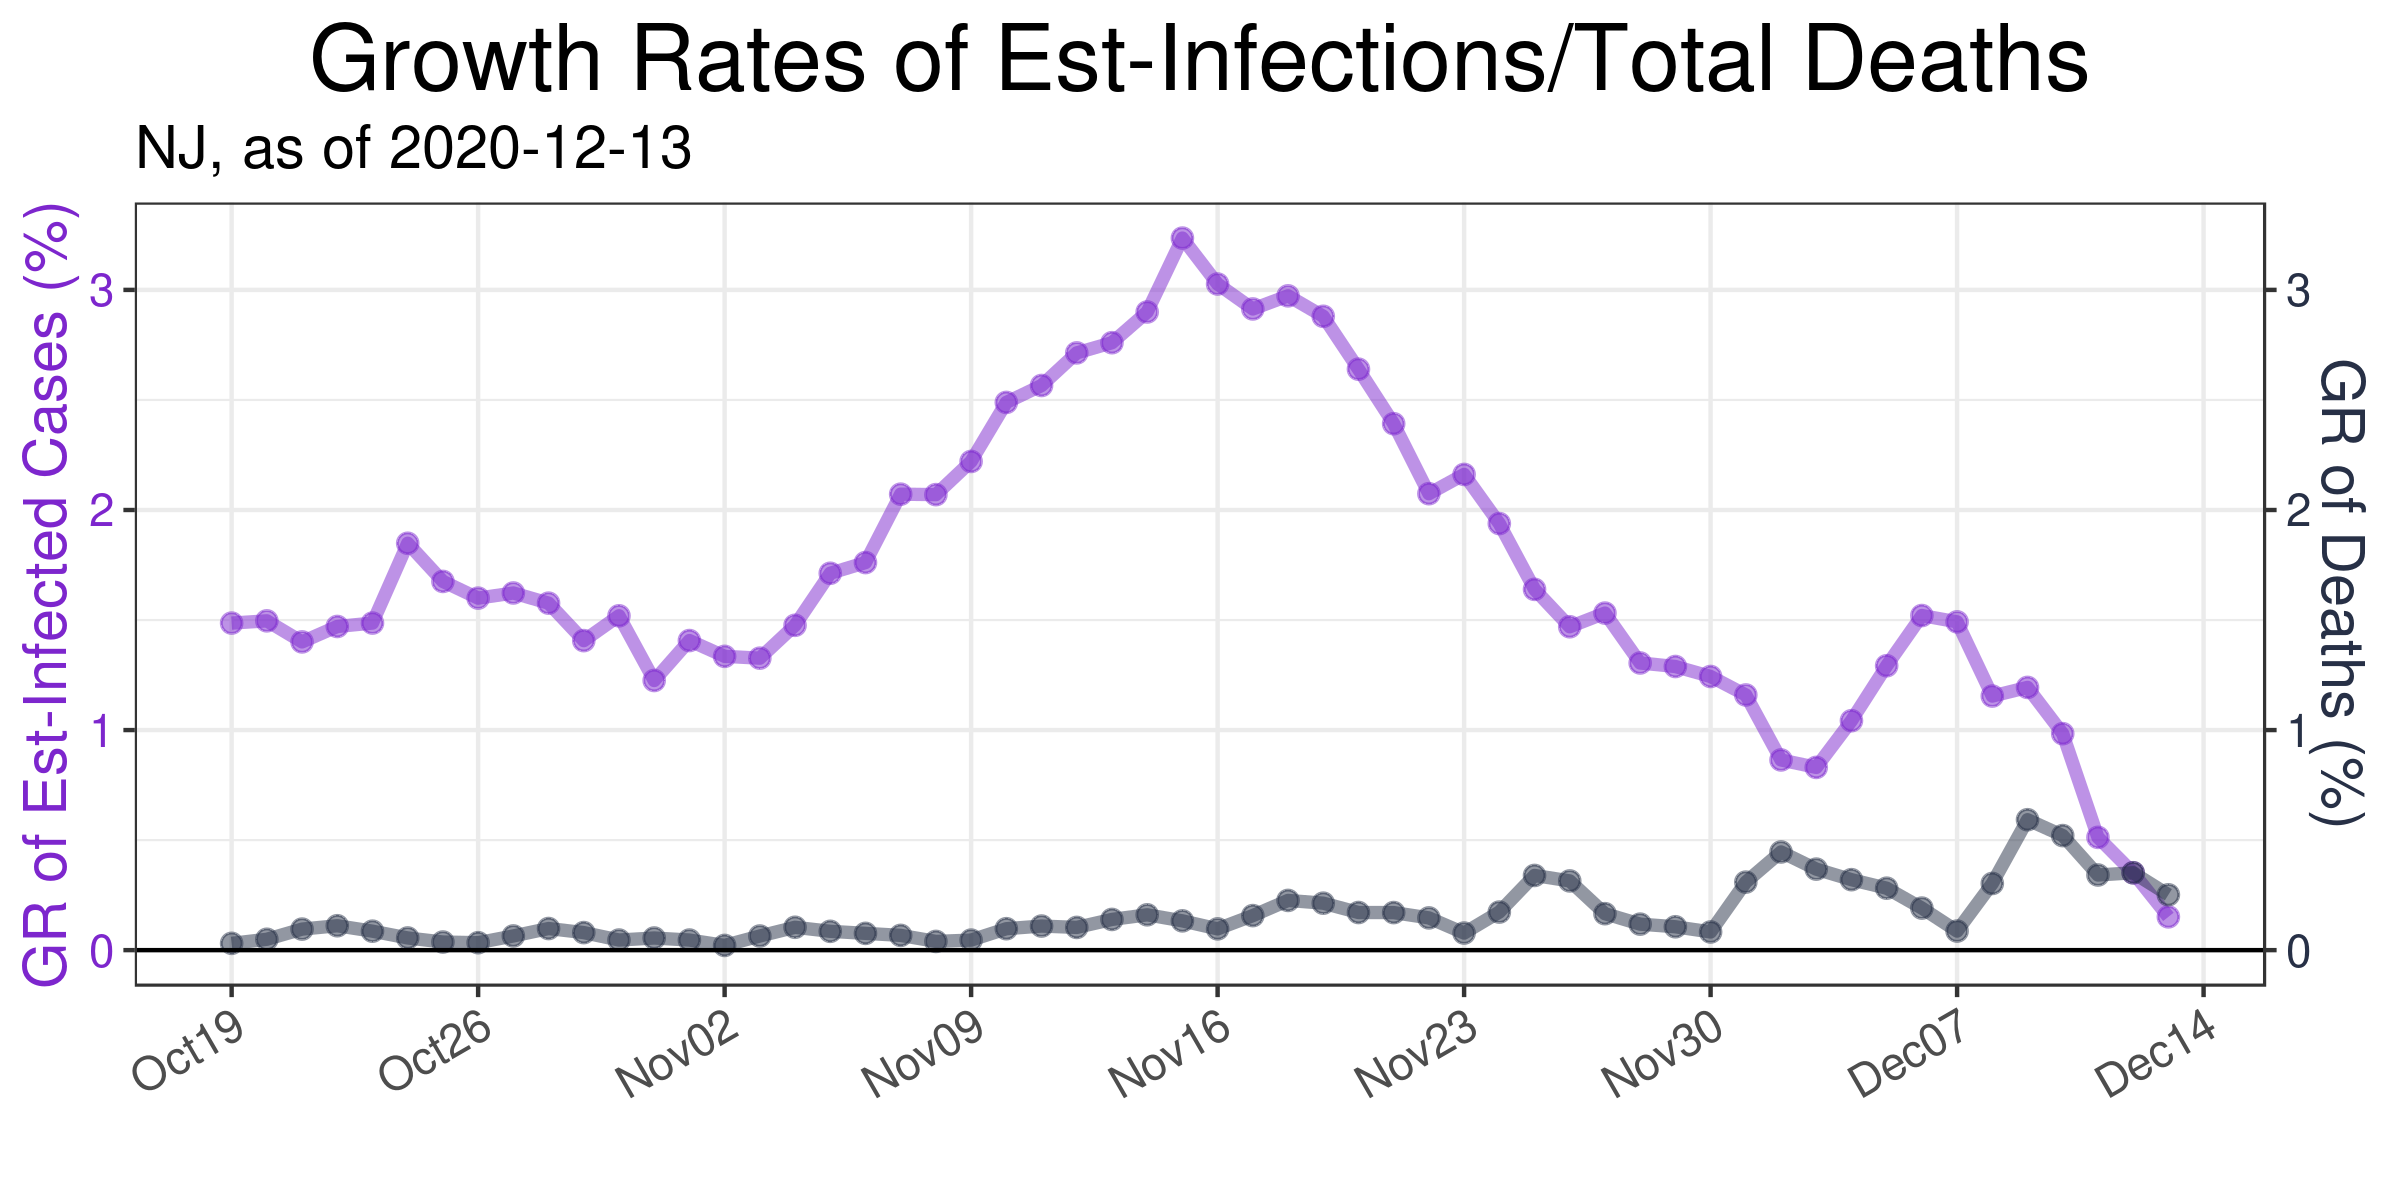 Growth Rates of Est-Infections/Total Deaths
NJ, as of 2020-12-13
GR of Est-Infected Cases (%)
3
2
1
0
3
2
1
0
GR of Deaths (%)
Oct19
Oct26
Nov02
Nov09
Nov16
Nov23
Nov30
Dec07
Dec14